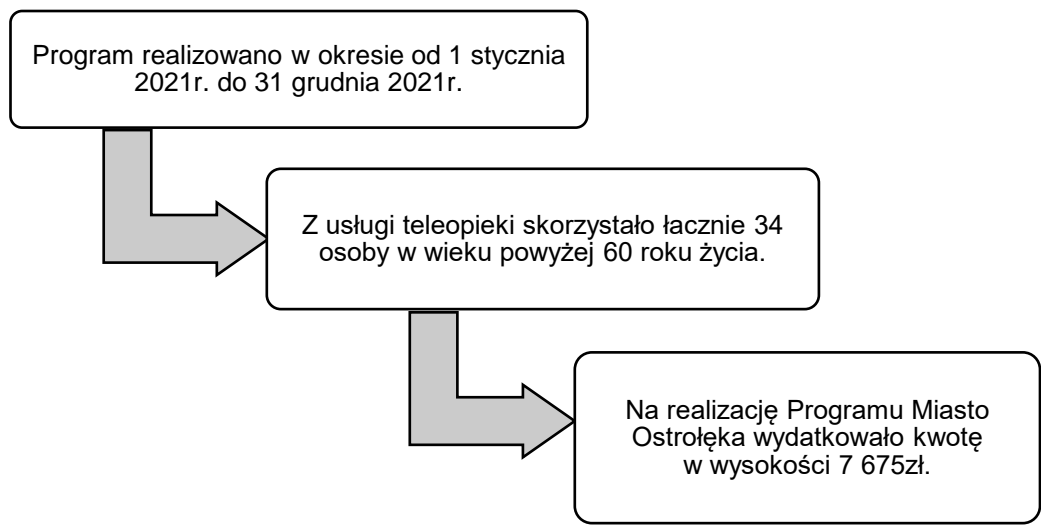 Program realizowano w okresie od 1 stycznia
2021r. do 31 grudnia 2021r.
Z usługi teleopieki skorzystało łacznie 34
osoby w wieku powyżej 60 roku życia.
Na realizację Programu Miasto
Ostrołęka wydatkowało kwotę
w wysokości 7 675zł.